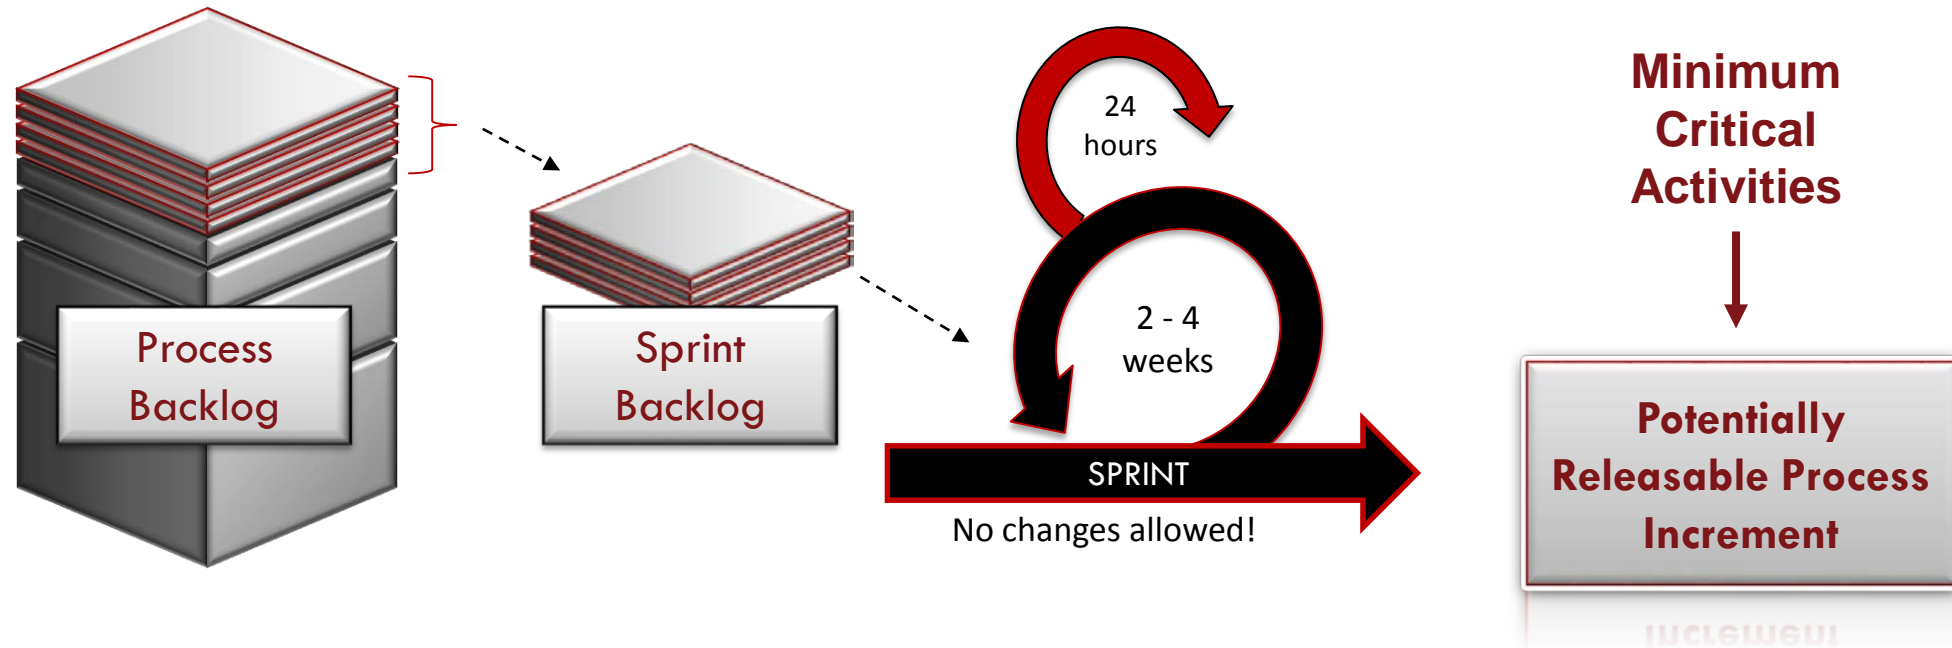 Process
Backlog
Sprint
Backlog
24
hours
2 - 4
weeks
SPRINT
No changes allowed!
Minimum
Critical
Activities
Potentially
Releasable Process
Increment